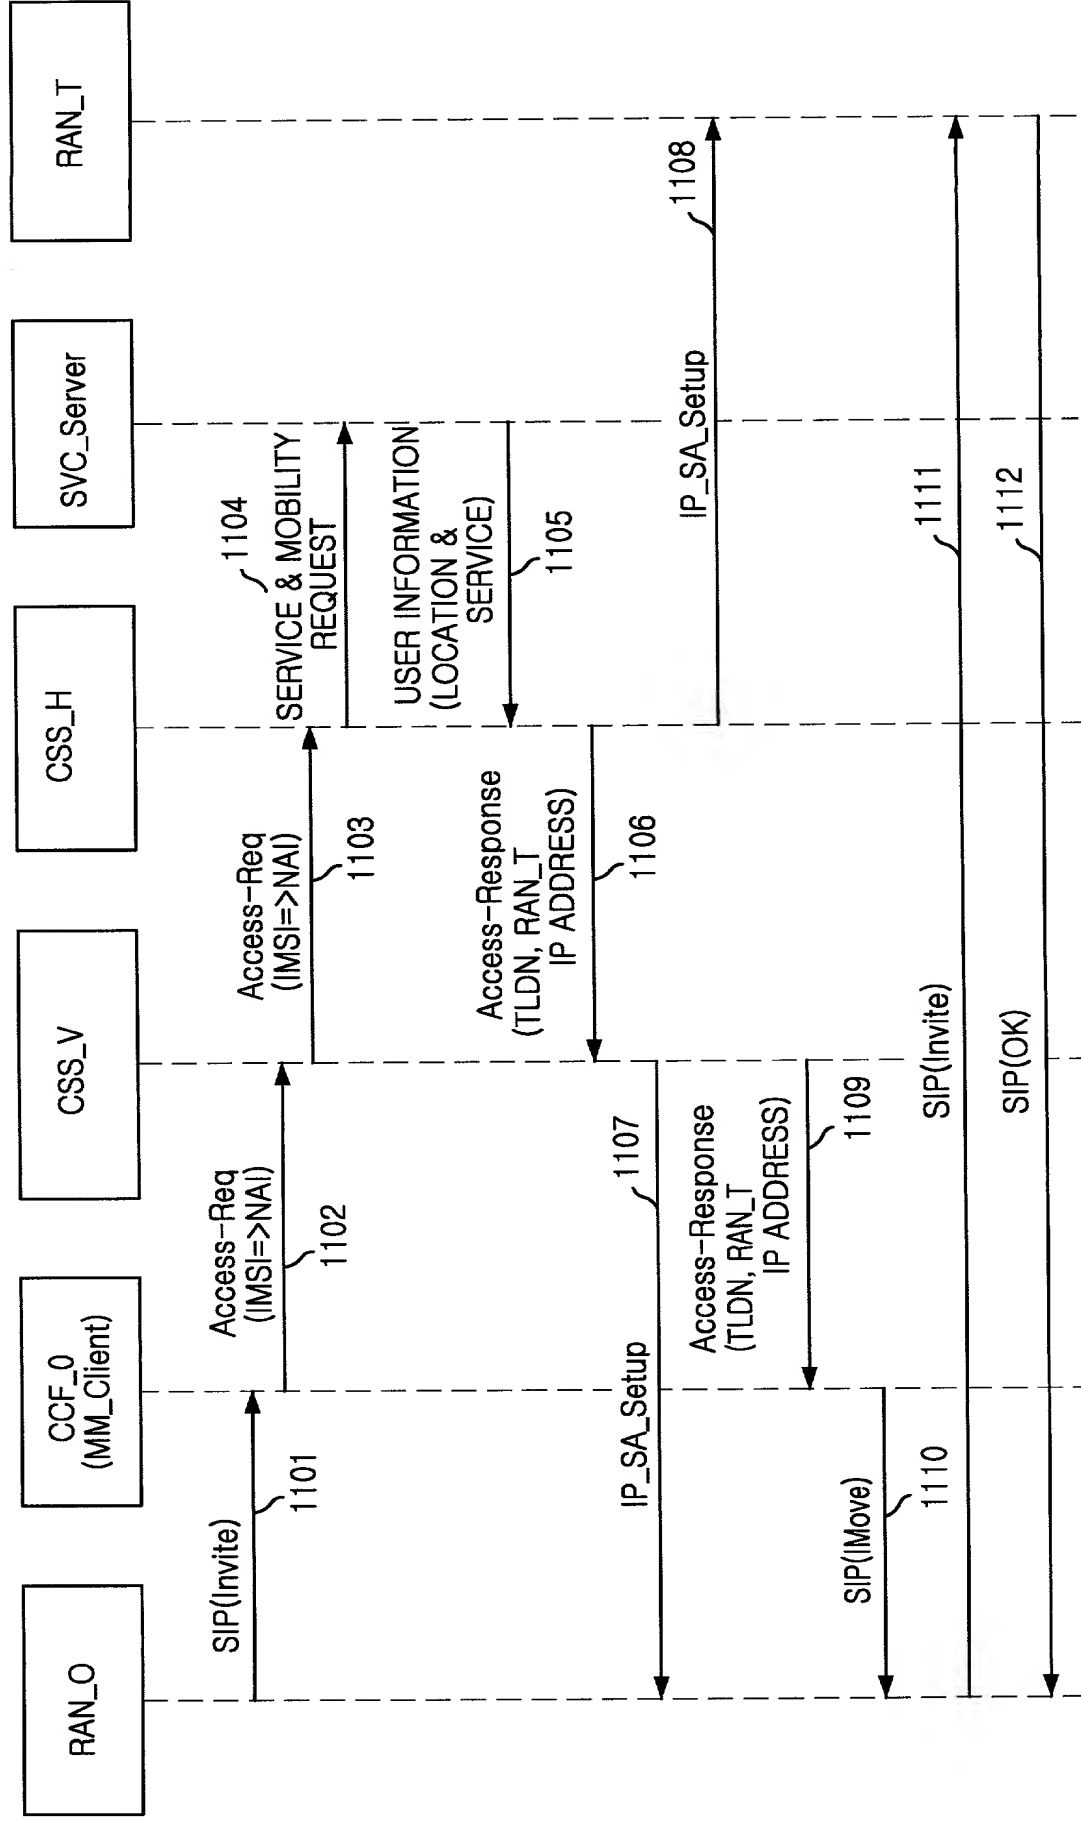 RAN_O
CCF_0
(MM_Client)
CSS_V
CSS_H
SVC_Server
RAN_T
SIP(Invite)
1101
Access-Req
(IMSI=>NAI)
1102
Access-Req
(IMSI=>NAI)
1103
1104
SERVICE & MOBILITY
REQUEST
USER INFORMATION
(LOCATION &
SERVICE)
1105
Access-Response
(TLDN, RAN_T
IP ADDRESS)
1106
IP_SA_Setup
1107
IP_SA_Setup
1108
Access-Response
(TLDN, RAN_T
IP ADDRESS)
1109
SIP(IMove)
1110
SIP(Invite)
1111
SIP(OK)
1112